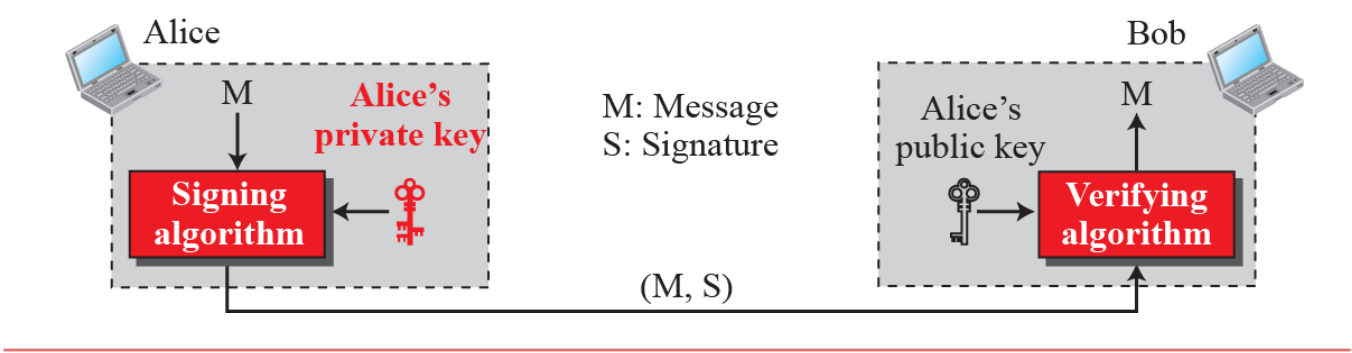 Alice
M
Alice’s
private key
Signing
algorithm
M: Message
S: Signature
(M, S)
Bob
M
Alice’s
public key
Verifying
algorithm